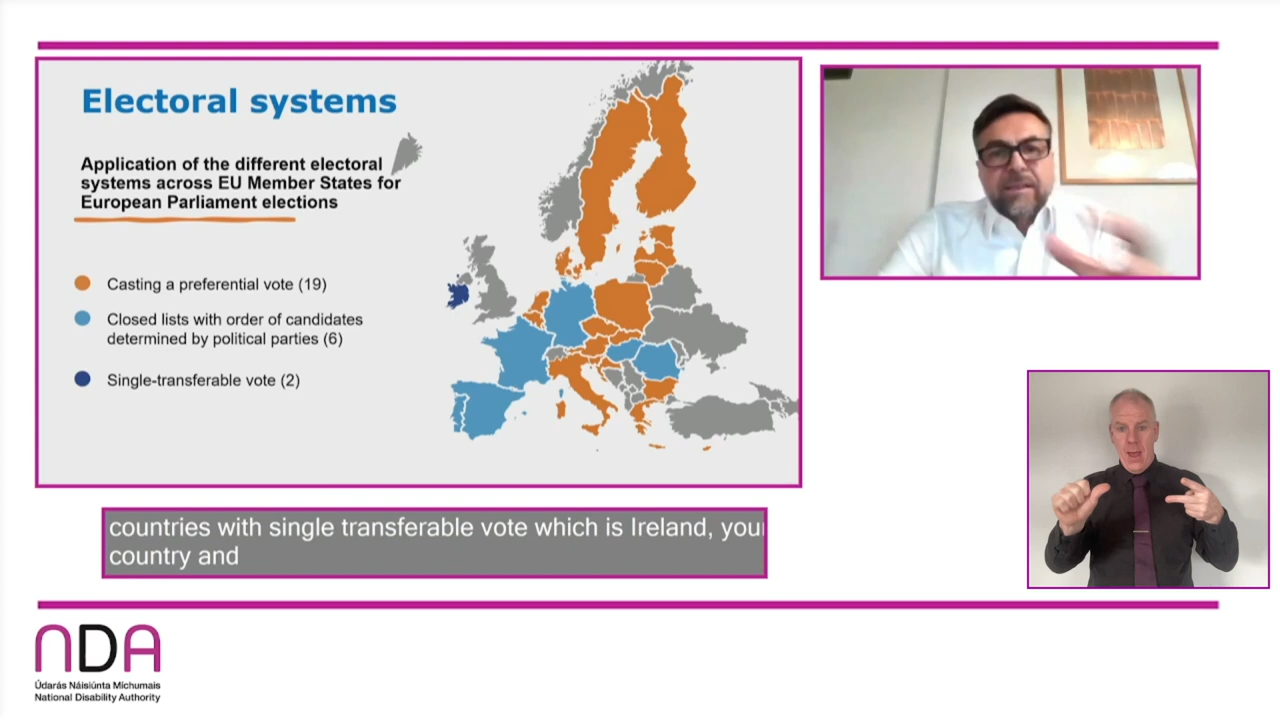 Electoral systems
Application of the different electoral
systems across EU Member States for
European Parliament elections
Casting a preferential vote (19)
Closed lists with order of candidates
determined by political parties (6)
Single-transferable vote (2)
countries with single transferable vote which is Ireland, your
country and
NDA
Údarás Náisiúnta Míchumais
National Disability Authority